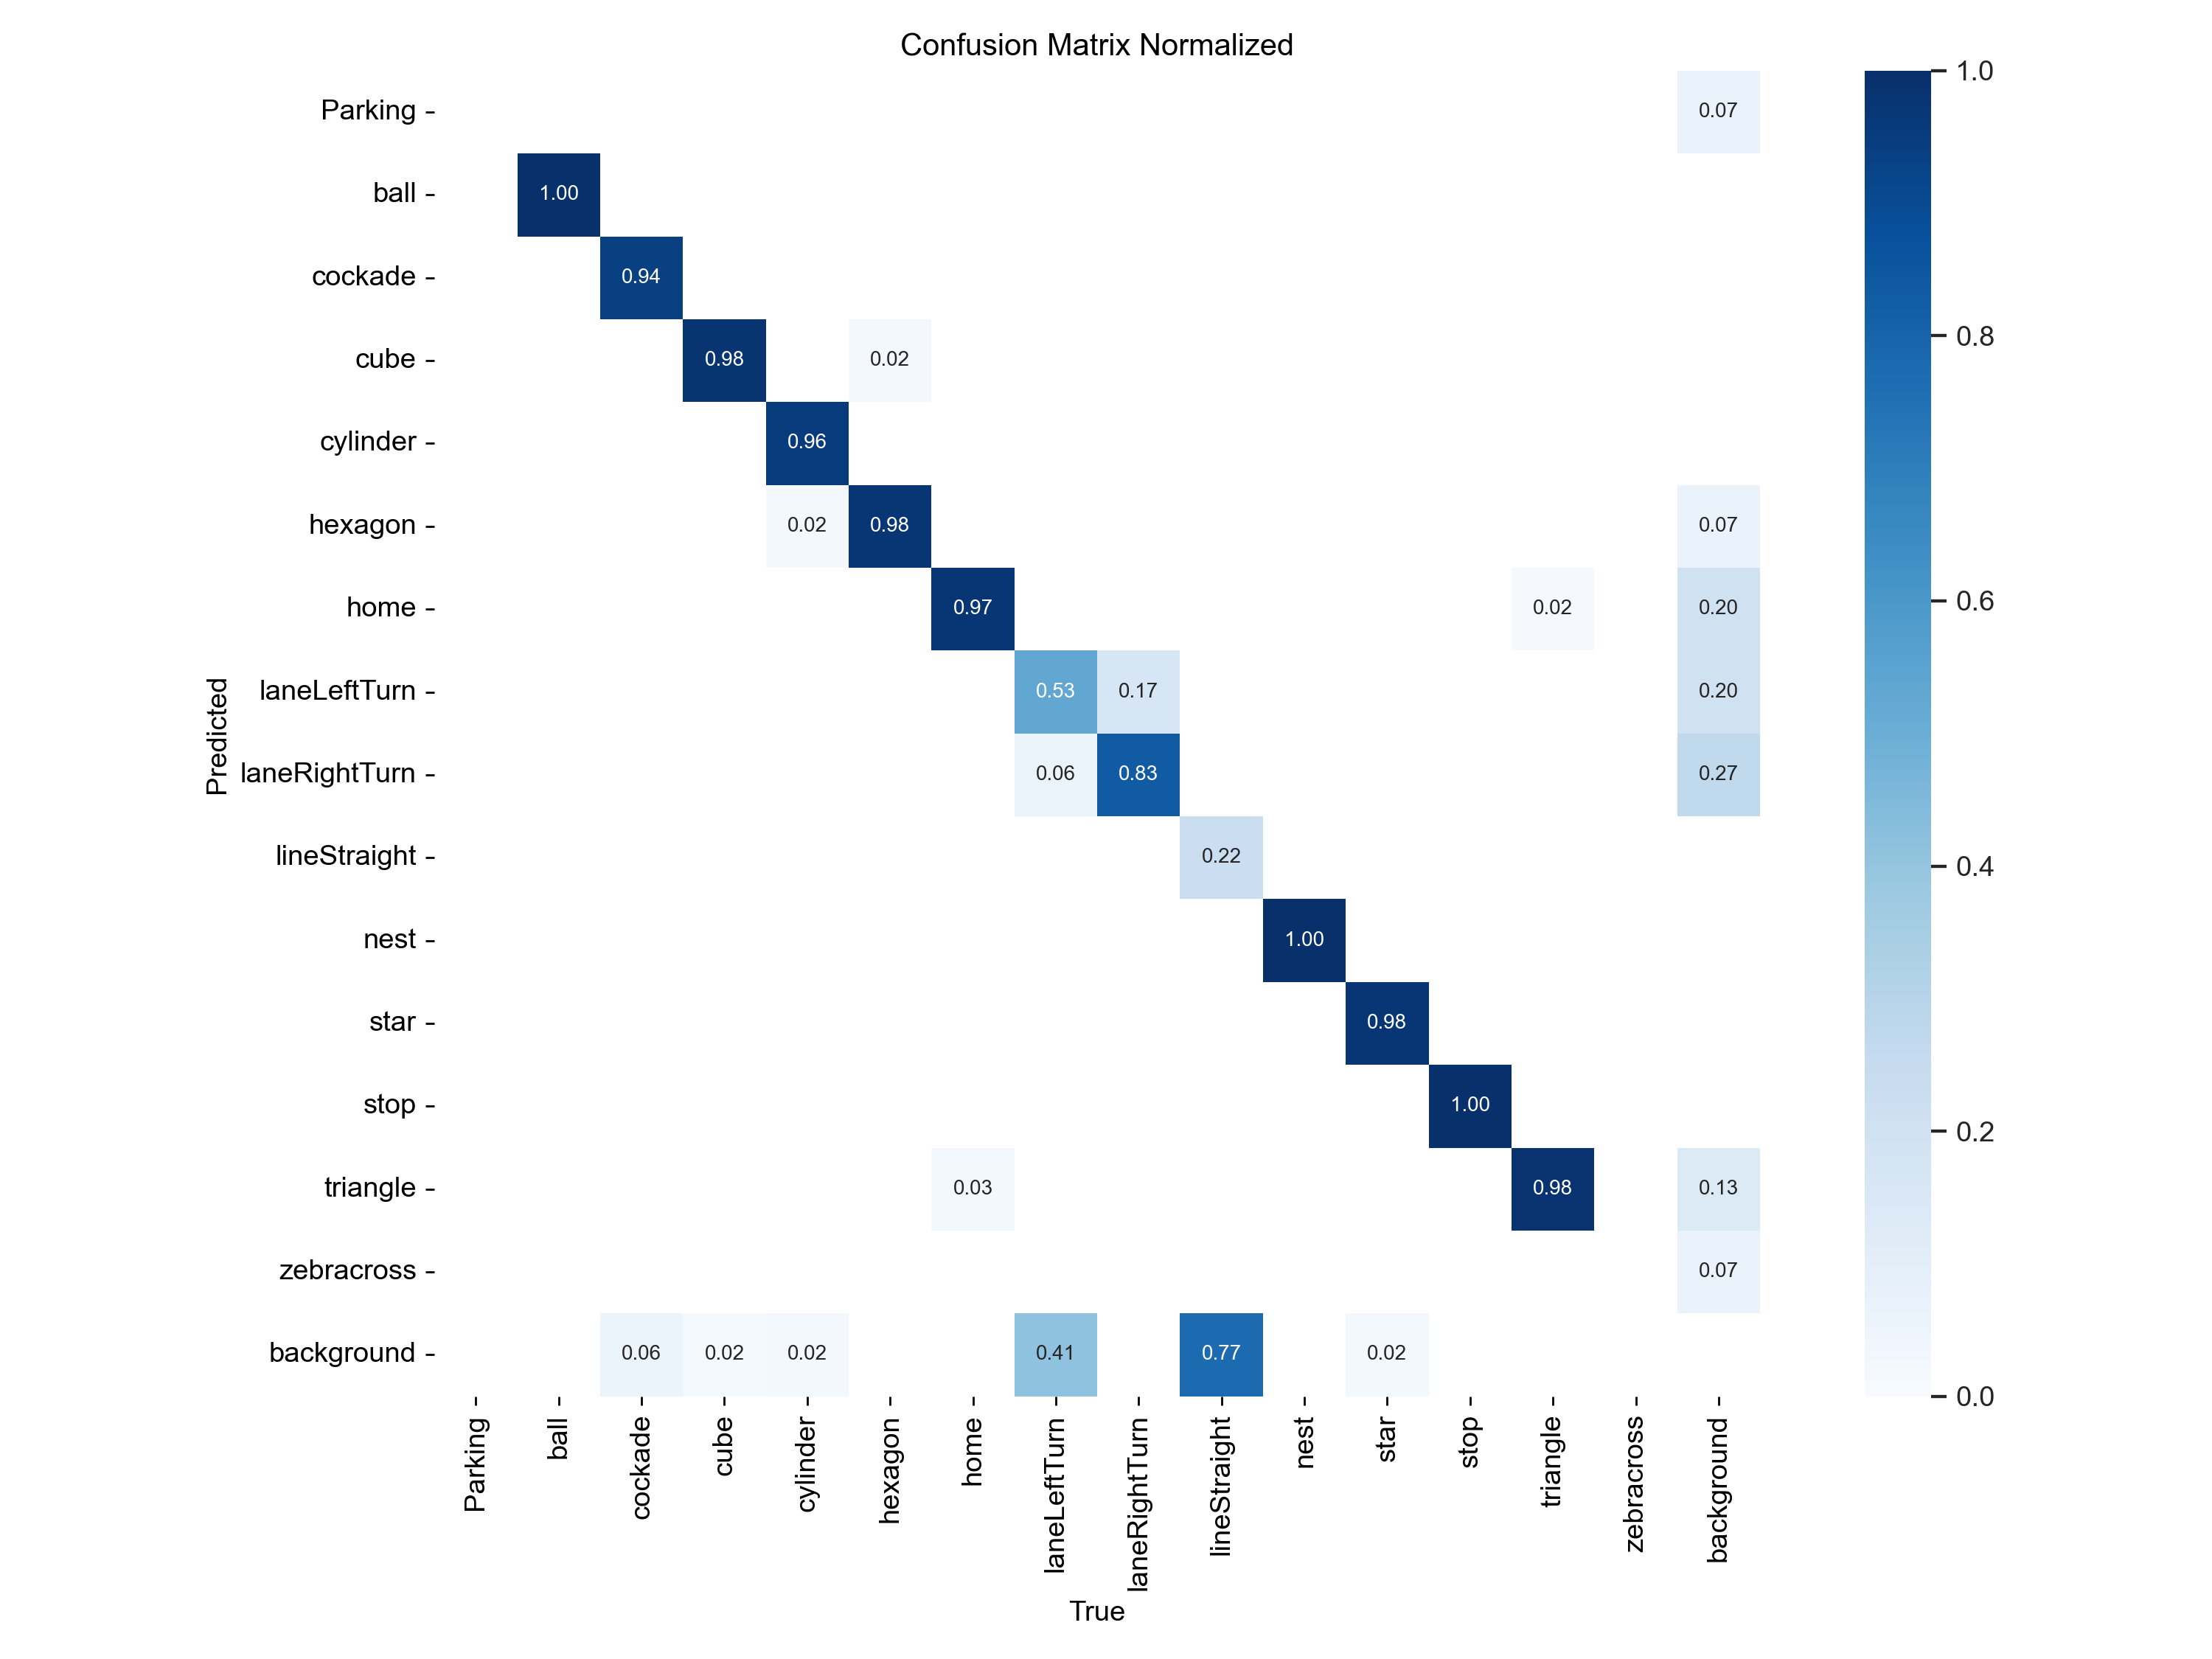 Confusion Matrix Normalized
Parking
0.07
1.0
ball
1.00
cockade
0.94
cube
0.98 0.02
0.8
cylinder
0.96
hexagon
0.02 0.98 0.07
home
0.97 0.02 0.20
0.6
Predicted
laneLeftTurn
0.53 0.17 0.20
laneRightTurn
0.06 0.83 0.27
lineStraight
0.22
0.4
nest
1.00
star
0.98
stop
1.00
0.2
triangle
0.03 0.98 0.13
zebracross
0.07
background
0.06 0.02 0.02 0.41 0.77 0.02
0.0
Parking
ball
cockade
cube
cylinder
hexagon
home
laneLeftTurn
laneRightTurn
lineStraight
nest
star
stop
triangle
zebracross
background
True